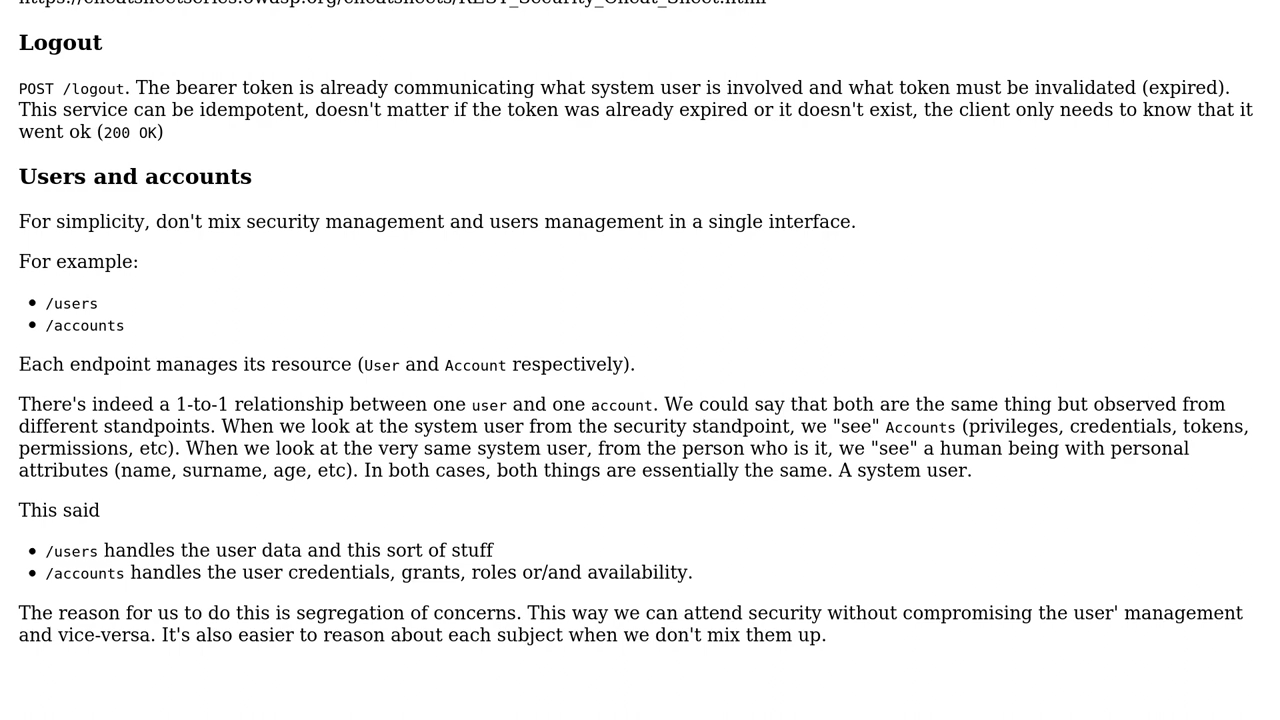 https://cheatsheetseries.owasp.org/cheatsheets/REST_Security_Cheat_Sheet.html
Logout
POST /logout. The bearer token is already communicating what system user is involved and what token must be invalidated (expired).
This service can be idempotent, doesn't matter if the token was already expired or it doesn't exist, the client only needs to know that it
went ok (200 OK)
Users and accounts
For simplicity, don't mix security management and users management in a single interface.
For example:
• /users
• /accounts
Each endpoint manages its resource (User and Account respectively).
There's indeed a 1-to-1 relationship between one user and one account. We could say that both are the same thing but observed from
different standpoints. When we look at the system user from the security standpoint, we "see" Accounts (privileges, credentials, tokens,
permissions, etc). When we look at the very same system user, from the person who is it, we "see" a human being with personal
attributes (name, surname, age, etc). In both cases, both things are essentially the same. A system user.
This said
• /users handles the user data and this sort of stuff
• /accounts handles the user credentials, grants, roles or/and availability.
The reason for us to do this is segregation of concerns. This way we can attend security without compromising the user' management
and vice-versa. It's also easier to reason about each subject when we don't mix them up.